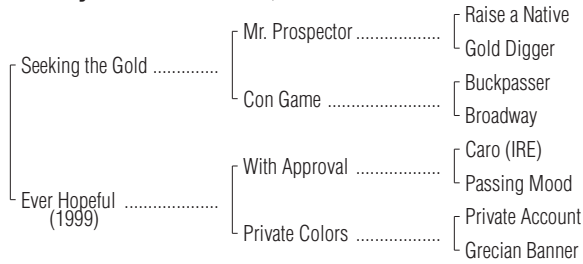 Raise a Native
Mr. Prospector ..................
Gold Digger
Seeking the Gold ..............
Buckpasser
Con Game ........................
Broadway
Caro (IRE)
With Approval ...................
Passing Mood
Ever Hopeful ....................
(1999)
Private Account
Private Colors ...................
Grecian Banner